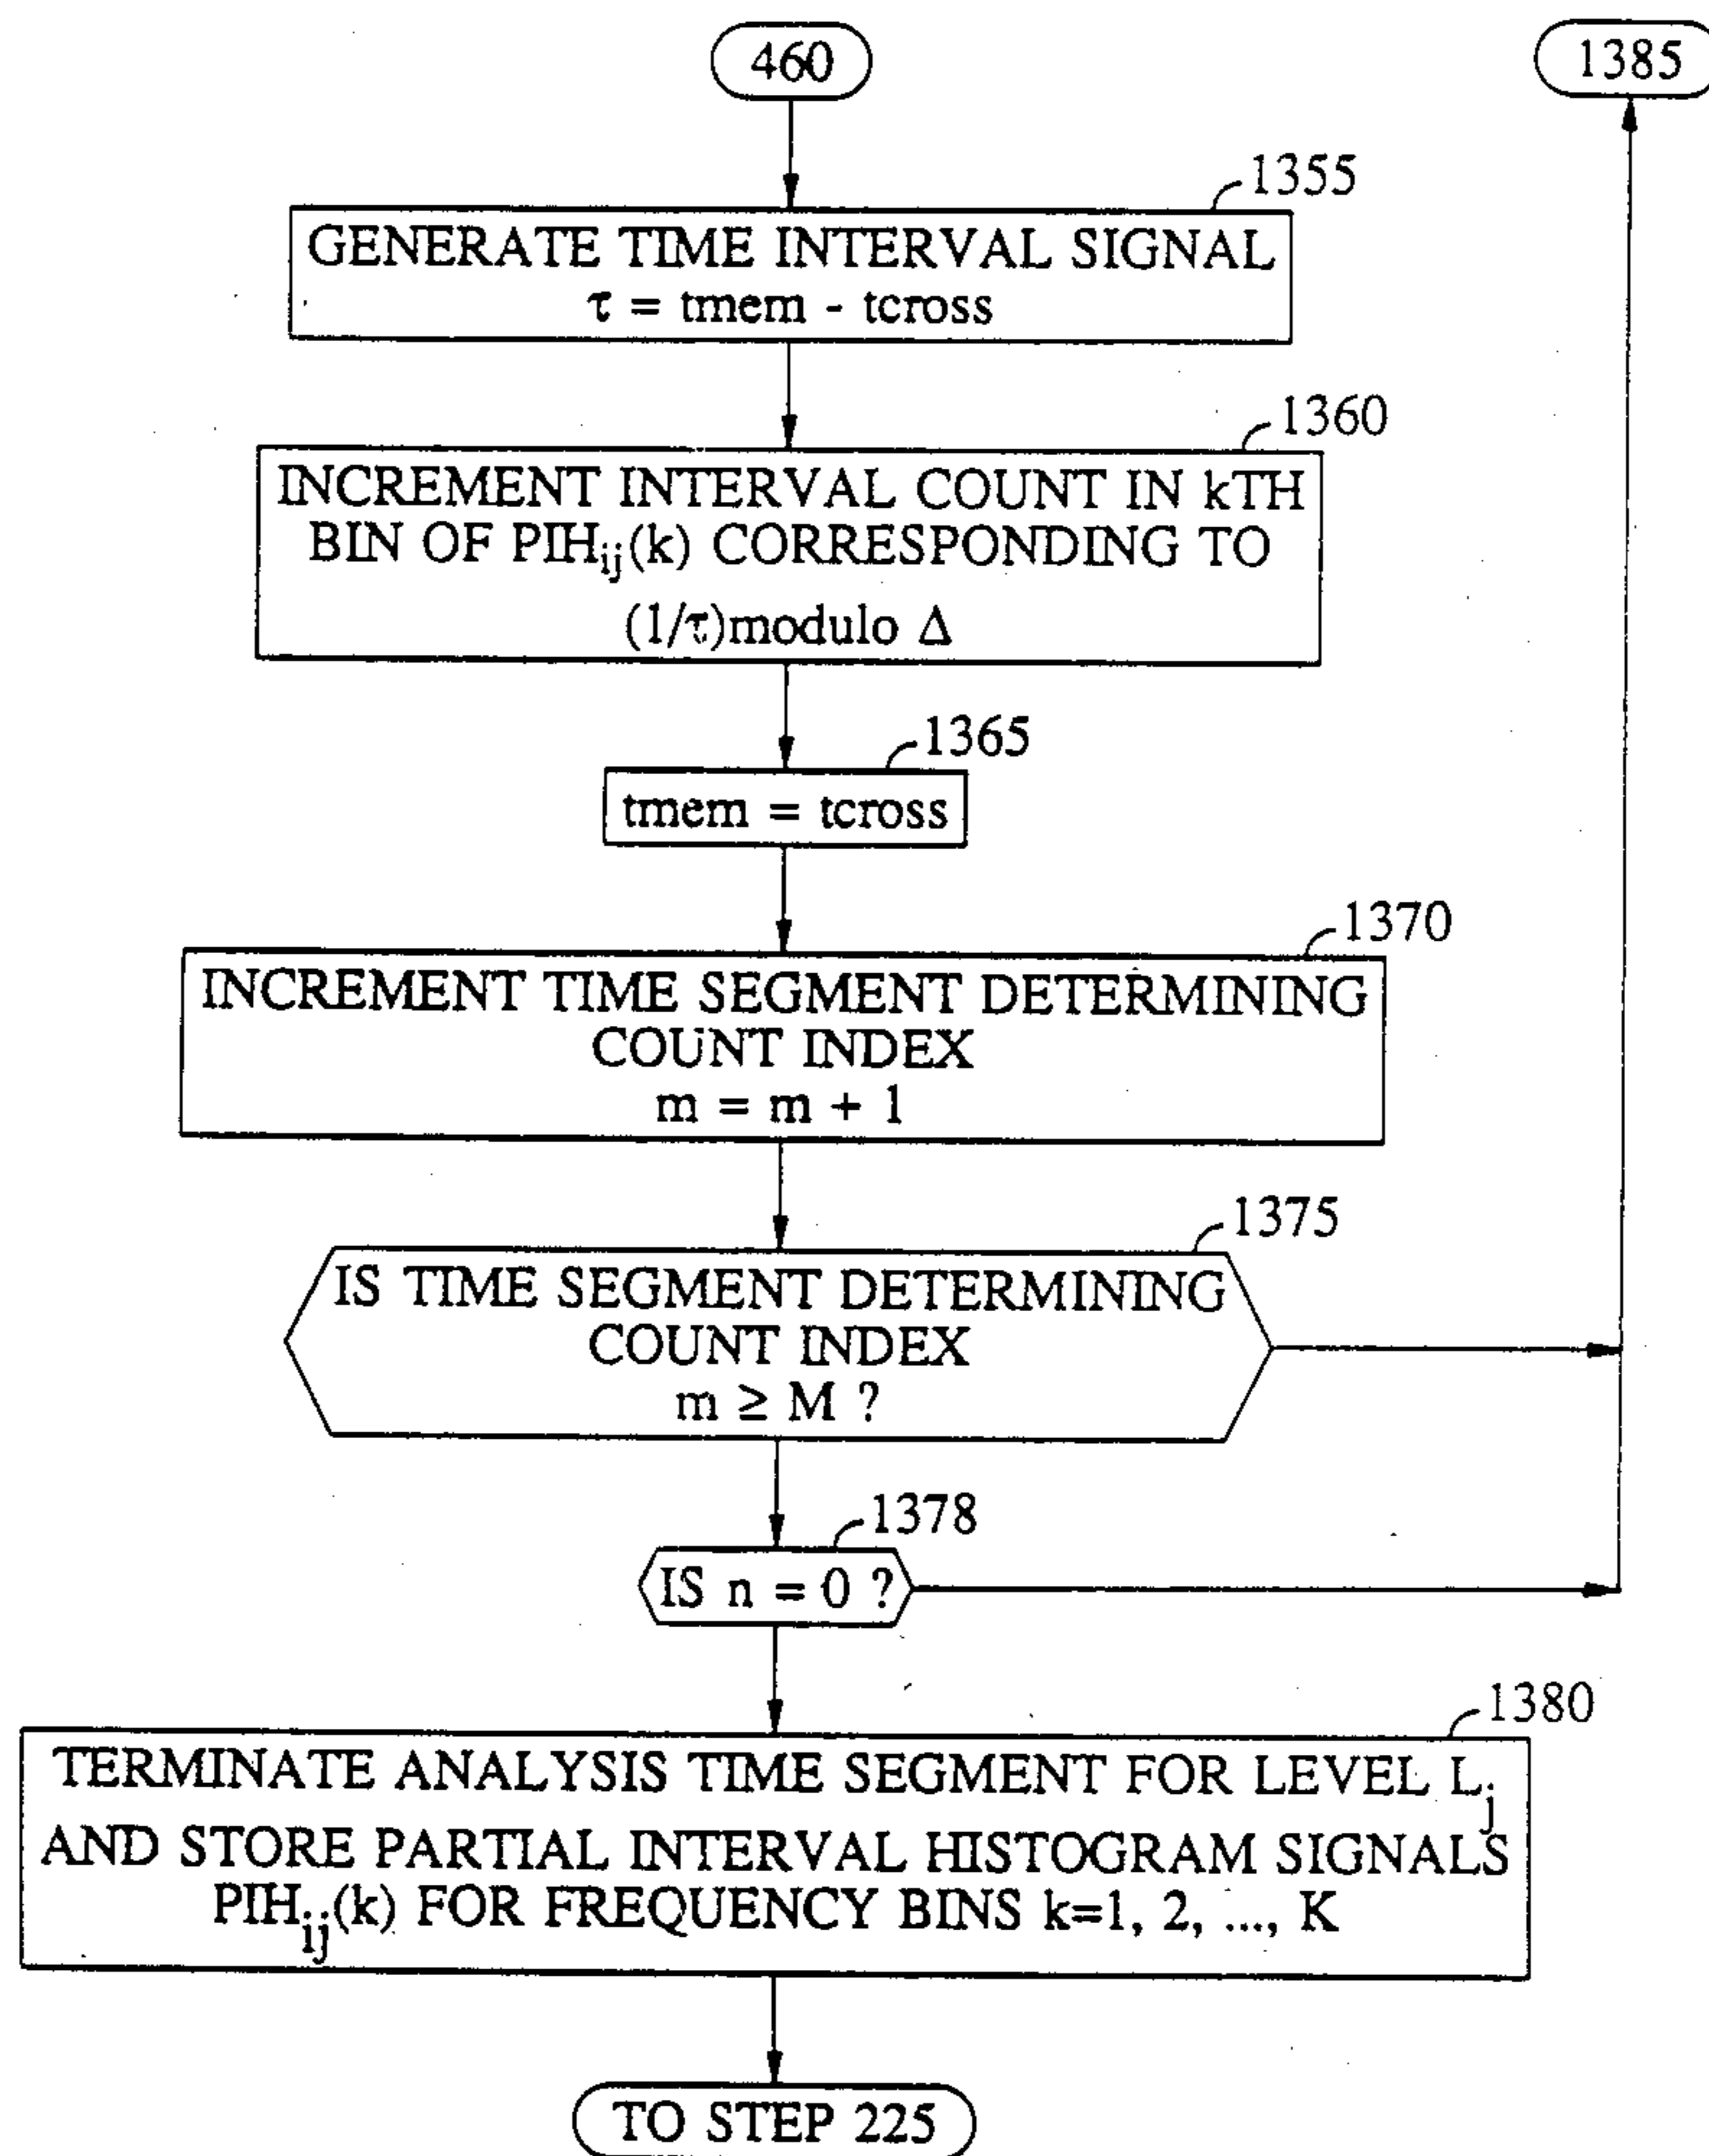 460
1385
1355
GENERATE TIME INTERVAL SIGNAL
τ = tmem - tcross
1360
INCREMENT INTERVAL COUNT IN kTH
BIN OF PIH_ij(k) CORRESPONDING TO
(1/τ)modulo Δ
1365
tmem = tcross
1370
INCREMENT TIME SEGMENT DETERMINING
COUNT INDEX
m = m + 1
1375
IS TIME SEGMENT DETERMINING
COUNT INDEX
m ≥ M ?
1378
IS n = 0 ?
1380
TERMINATE ANALYSIS TIME SEGMENT FOR LEVEL L_j
AND STORE PARTIAL INTERVAL HISTOGRAM SIGNALS
PIH_ij(k) FOR FREQUENCY BINS k=1, 2, ..., K
TO STEP 225